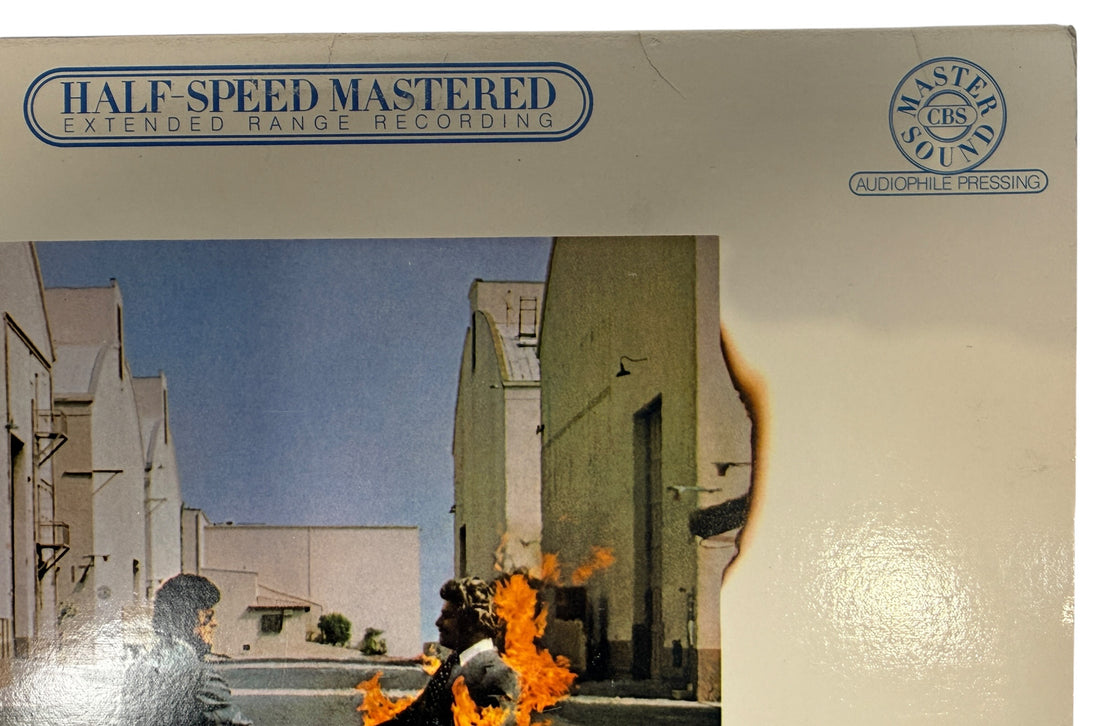 HALF-SPEED MASTERED
EXTENDED RANGE RECORDING
MASTER
CBS
SOUND
AUDIOPHILE PRESSING